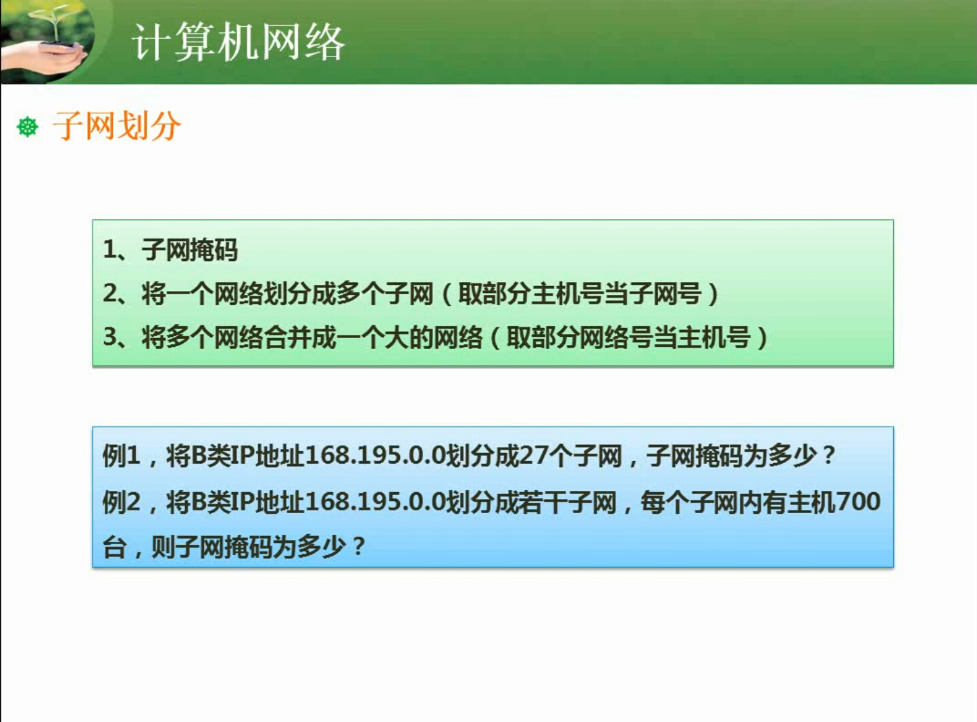 计算机网络
子网划分
1、子网掩码
2、将一个网络划分成多个子网（取部分主机号当子网号）
3、将多个网络合并成一个大的网络（取部分网络号当主机号）
例1，将B类IP地址168.195.0.0划分成27个子网，子网掩码为多少？
例2，将B类IP地址168.195.0.0划分成若干子网，每个子网内有主机700
台，则子网掩码为多少？